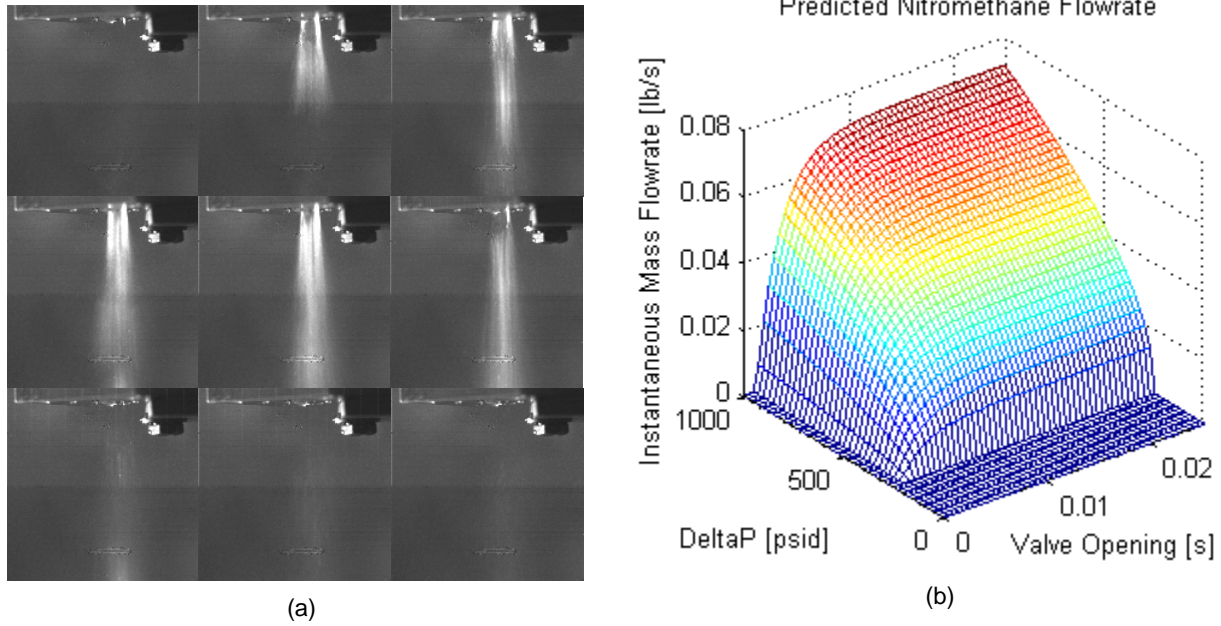 Predicted Nitromethane Flowrate
Instantaneous Mass Flowrate [lb/s]
0.08
0.06
0.04
0.02
0
1000
500
0
DeltaP [psid]
0
0.01
0.02
Valve Opening [s]
(a)
(b)